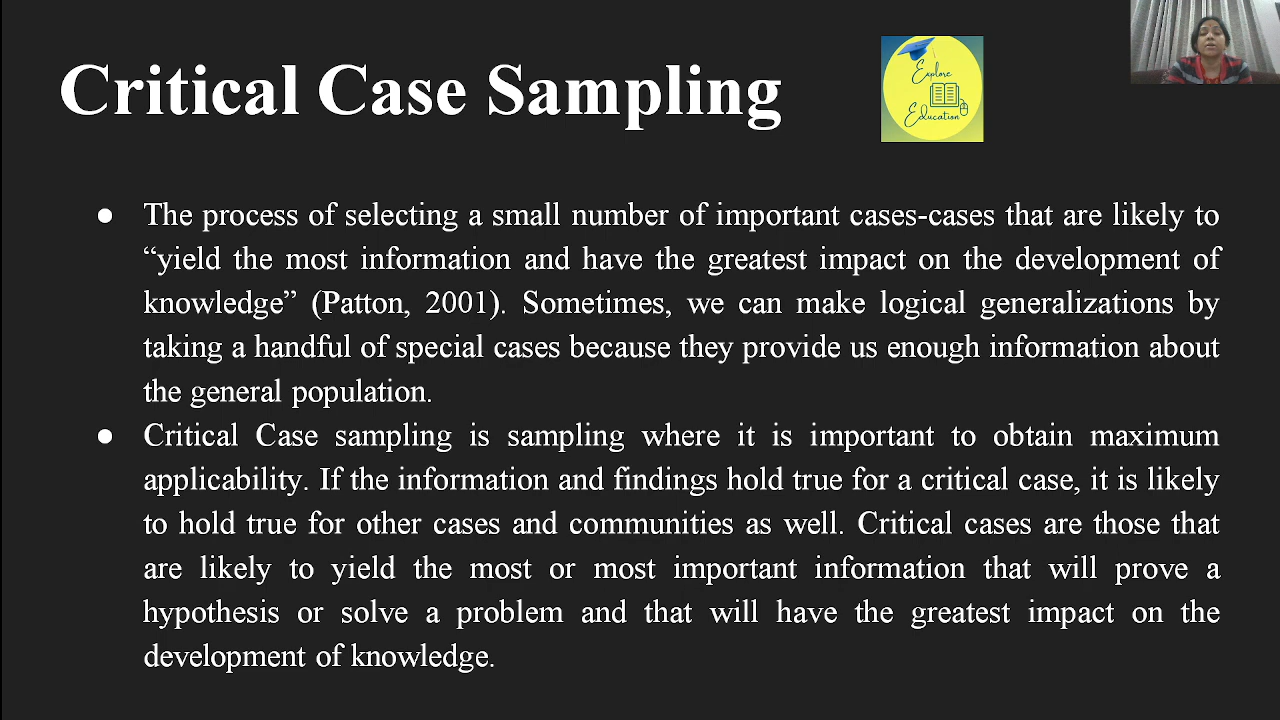 Critical Case Sampling
Explore
Education
● The process of selecting a small number of important cases-cases that are likely to
“yield the most information and have the greatest impact on the development of
knowledge” (Patton, 2001). Sometimes, we can make logical generalizations by
taking a handful of special cases because they provide us enough information about
the general population.
● Critical Case sampling is sampling where it is important to obtain maximum
applicability. If the information and findings hold true for a critical case, it is likely
to hold true for other cases and communities as well. Critical cases are those that
are likely to yield the most or most important information that will prove a
hypothesis or solve a problem and that will have the greatest impact on the
development of knowledge.